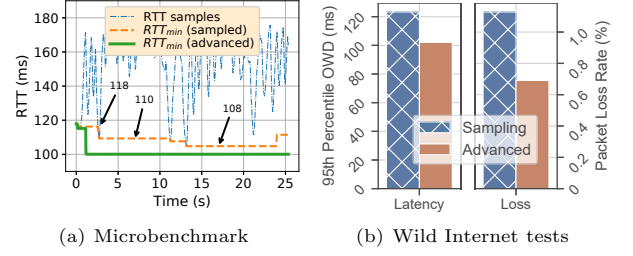 RTT (ms)
180
160
140
120
100
RTT samples
RTTmin (sampled)
RTTmin (advanced)
118
110
108
0
5
10
15
20
25
Time (s)
(a) Microbenchmark
95th Percentile OWD (ms)
120
100
80
60
40
20
0
Sampling
Advanced
Latency
Loss
1.0
0.8
0.6
0.4
0.2
0.0
Packet Loss Rate (%)
(b) Wild Internet tests